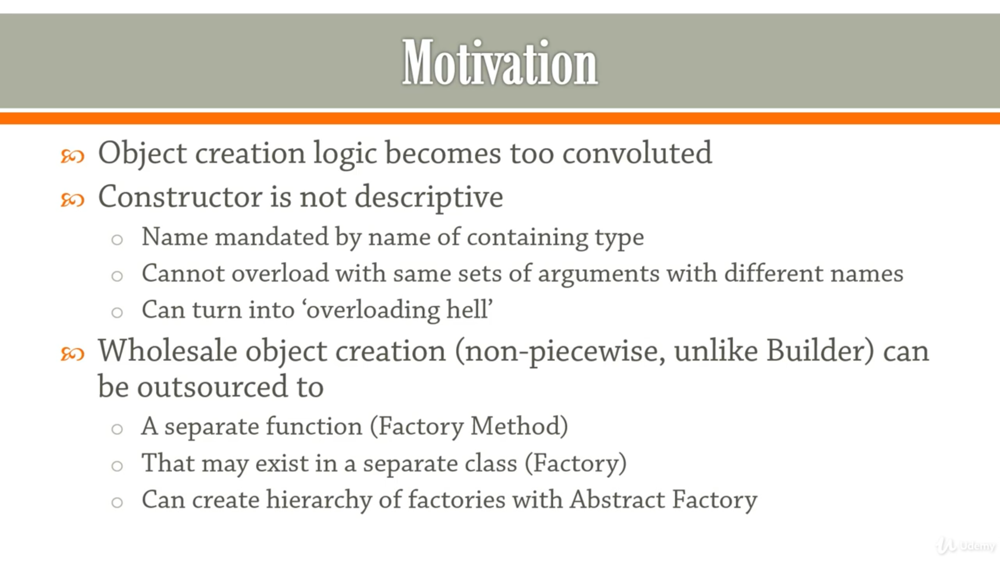 Motivation
Object creation logic becomes too convoluted
Constructor is not descriptive
Name mandated by name of containing type
Cannot overload with same sets of arguments with different names
Can turn into ‘overloading hell’
Wholesale object creation (non-piecewise, unlike Builder) can
be outsourced to
A separate function (Factory Method)
That may exist in a separate class (Factory)
Can create hierarchy of factories with Abstract Factory
Udemy